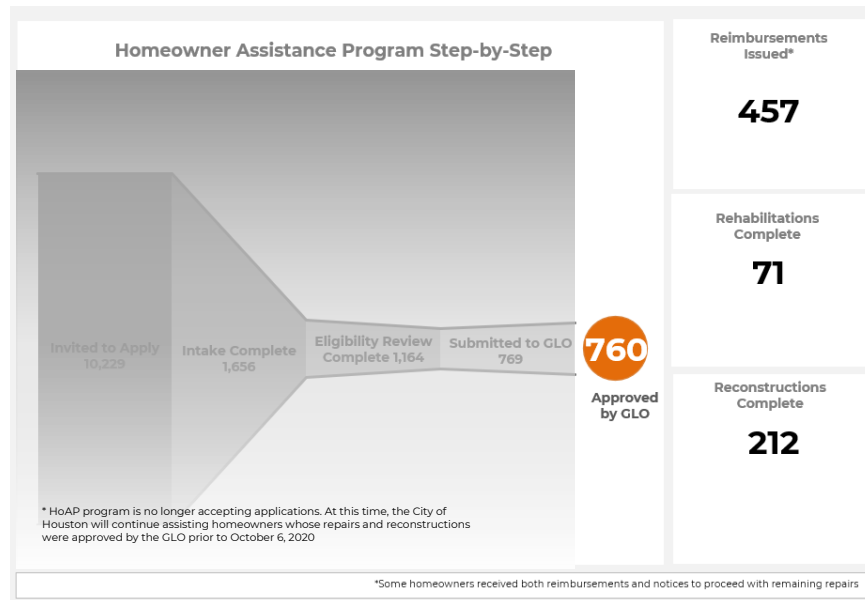 Homeowner Assistance Program Step-by-Step
Invited to Apply
10,229
Intake Complete
1,656
Eligibility Review
Complete 1,164
Submitted to GLO
769
760
Approved
by GLO
* HoAP program is no longer accepting applications. At this time, the City of
Houston will continue assisting homeowners whose repairs and reconstructions
were approved by the GLO prior to October 6, 2020
Reimbursements
Issued*
457
Rehabilitations
Complete
71
Reconstructions
Complete
212
*Some homeowners received both reimbursements and notices to proceed with remaining repairs